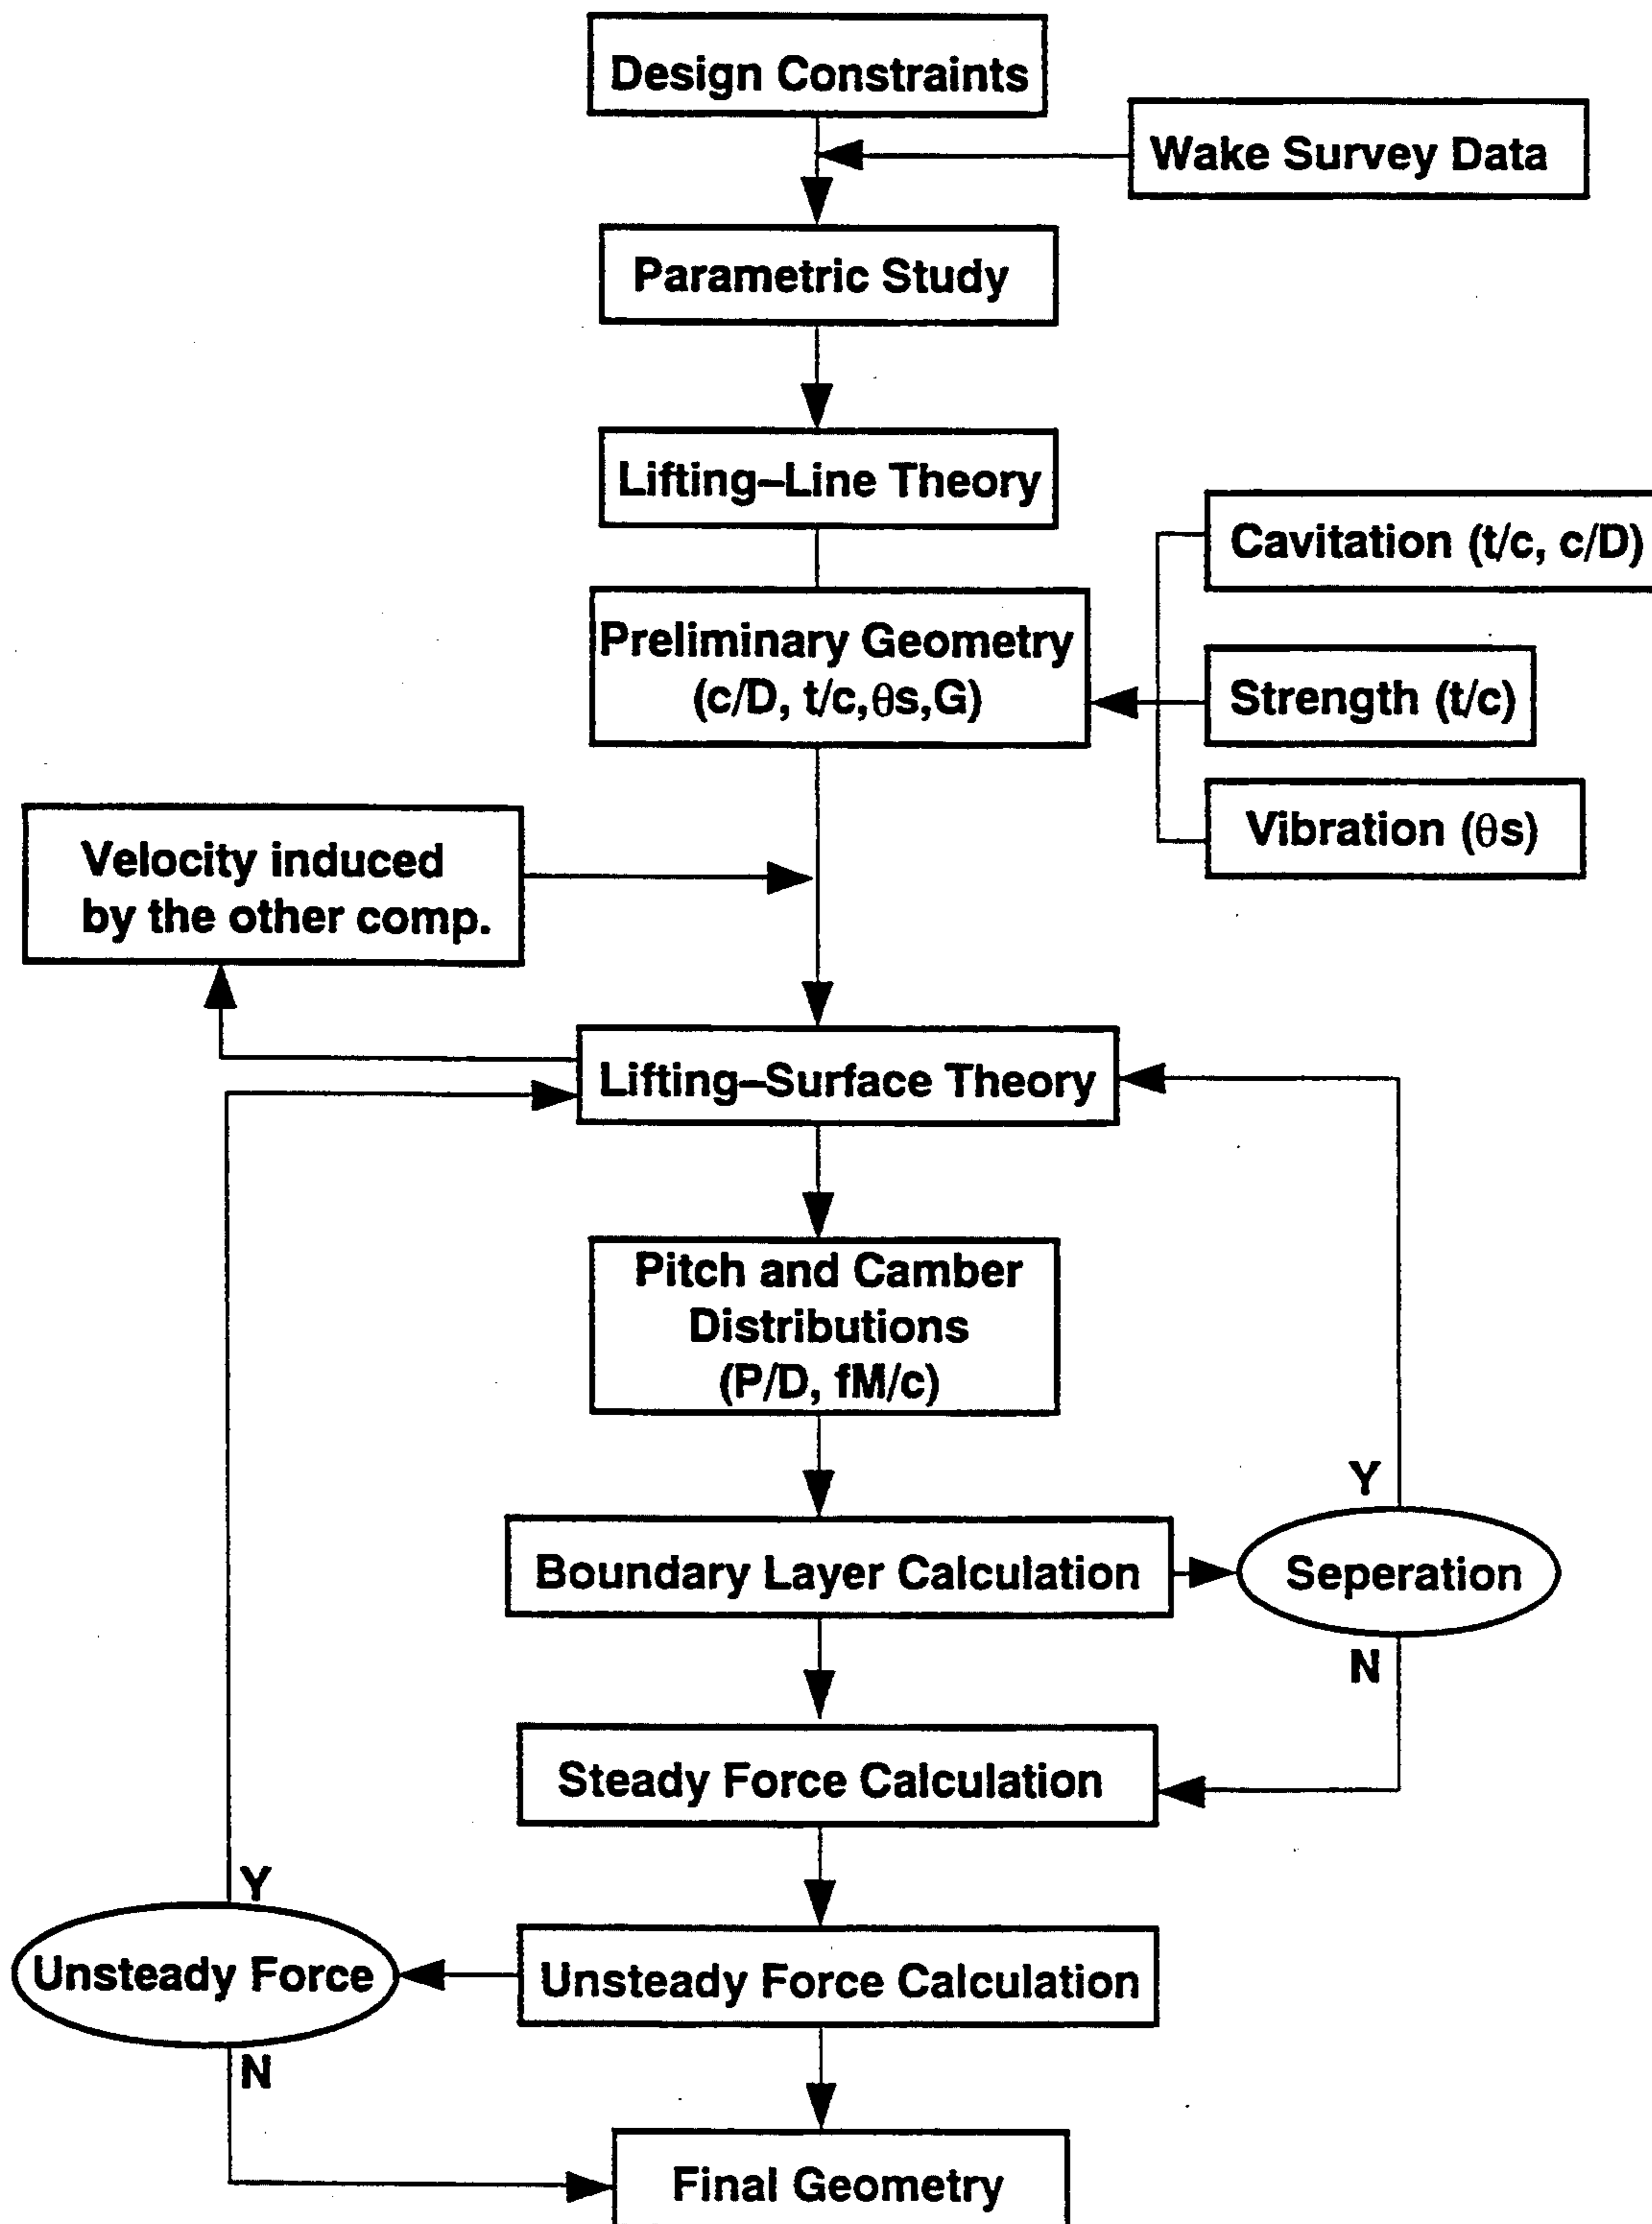 Design Constraints
Wake Survey Data
Parametric Study
Lifting–Line Theory
Cavitation (t/c, c/D)
Preliminary Geometry
(c/D, t/c,θs,G)
Strength (t/c)
Vibration (θs)
Velocity induced
by the other comp.
Lifting–Surface Theory
Pitch and Camber
Distributions
(P/D, fM/c)
Y
Boundary Layer Calculation
Seperation
N
Steady Force Calculation
Y
Unsteady Force
Unsteady Force Calculation
N
Final Geometry